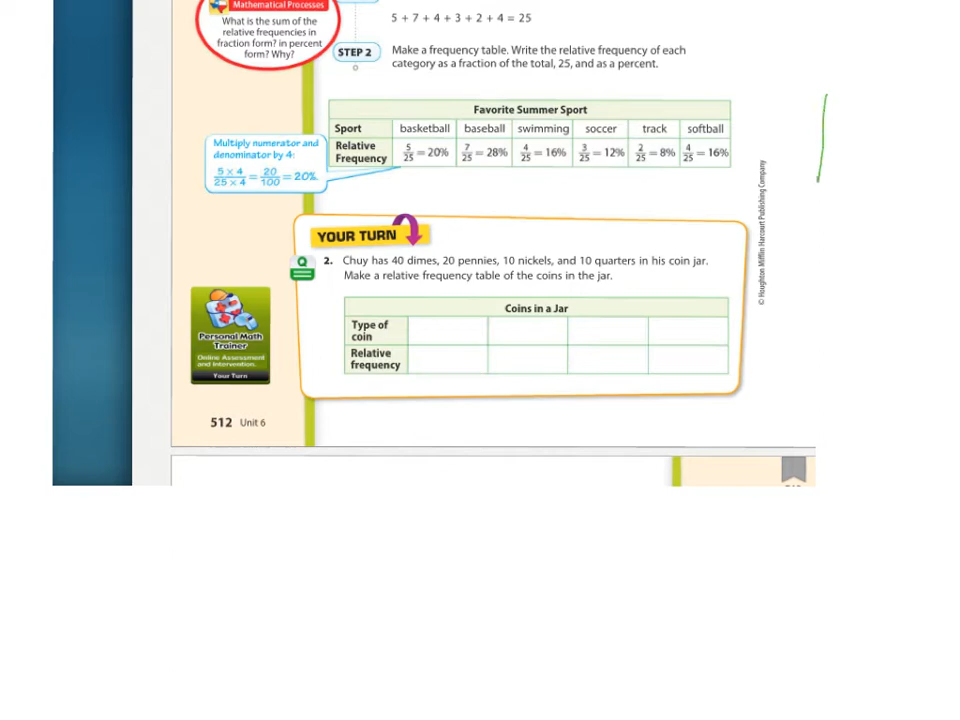 Mathematical Processes
What is the sum of the
relative frequencies in
fraction form? in percent
form? Why?
5 + 7 + 4 + 3 + 2 + 4 = 25
STEP 2
Make a frequency table. Write the relative frequency of each
category as a fraction of the total, 25, and as a percent.
Favorite Summer Sport
Sport basketball baseball swimming soccer track softball
Relative Frequency 5/25 = 20% 7/25 = 28% 4/25 = 16% 3/25 = 12% 2/25 = 8% 4/25 = 16%
Multiply numerator and
denominator by 4:
5 × 4/25 × 4 = 20/100 = 20%.
© Houghton Mifflin Harcourt Publishing Company
YOUR TURN
2. Chuy has 40 dimes, 20 pennies, 10 nickels, and 10 quarters in his coin jar.
Make a relative frequency table of the coins in the jar.
Coins in a Jar
Type of
coin
Relative
frequency
Personal Math
Trainer
Online Assessment
and Intervention.
Your Turn
512 Unit 6